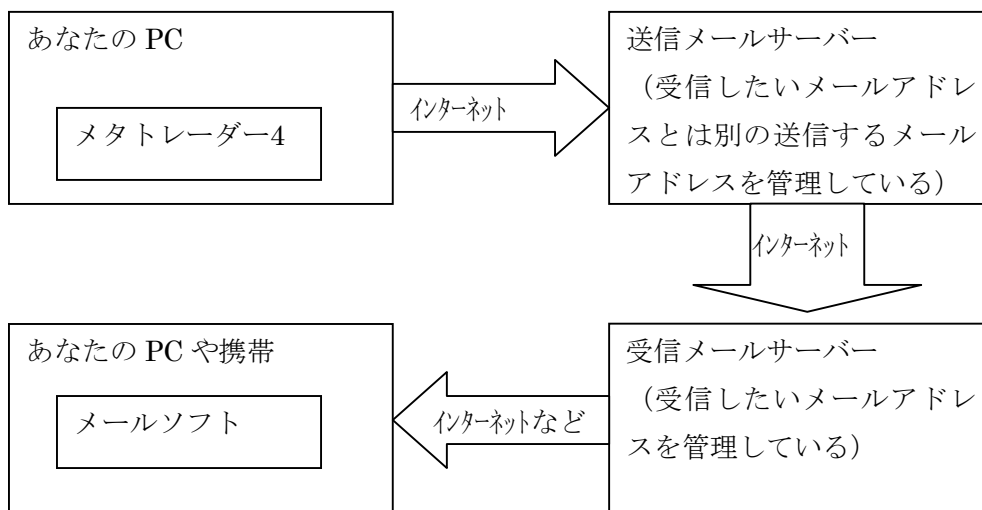 あなたの PC
メタトレーダー4
インターネット
送信メールサーバー
（受信したいメールアドレ
スとは別の送信するメール
アドレスを管理している）
インターネット
受信メールサーバー
（受信したいメールアドレ
スを管理している）
インターネットなど
あなたの PC や携帯
メールソフト